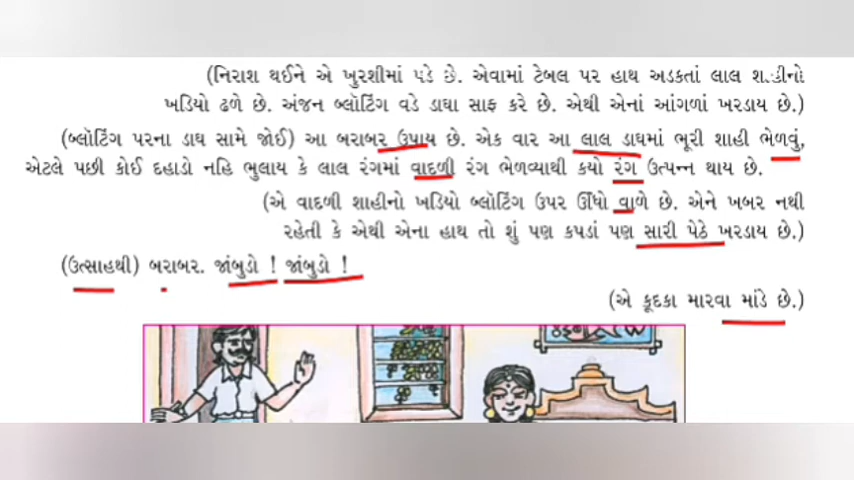 (નિરાશ થઈને એ ખુરશીમાં પડે છે. એવામાં ટેબલ પર હાથ અડકતાં લાલ શાહીનો
ખડિયો ઢળે છે. અંજન બ્લૉટિંગ વડે ડાઘા સાફ કરે છે. એથી એનાં આંગળાં ખરડાય છે.)
(બ્લૉટિંગ પરના ડાઘ સામે જોઈ) આ બરાબર ઉપાય છે. એક વાર આ લાલ ડાઘમાં ભૂરી શાહી ભેળવું,
એટલે પછી કોઈ દહાડો નહિ ભુલાય કે લાલ રંગમાં વાદળી રંગ ભેળવ્યાથી કયો રંગ ઉત્પન્ન થાય છે.
(એ વાદળી શાહીનો ખડિયો બ્લૉટિંગ ઉપર ઊંધો વાળે છે. એને ખબર નથી
રહેતી કે એથી એના હાથ તો શું પણ કપડાં પણ સારી પેઠે ખરડાય છે.)
(ઉત્સાહથી) બરાબર. જાંબુડો ! જાંબુડો !
(એ કૂદકા મારવા માંડે છે.)